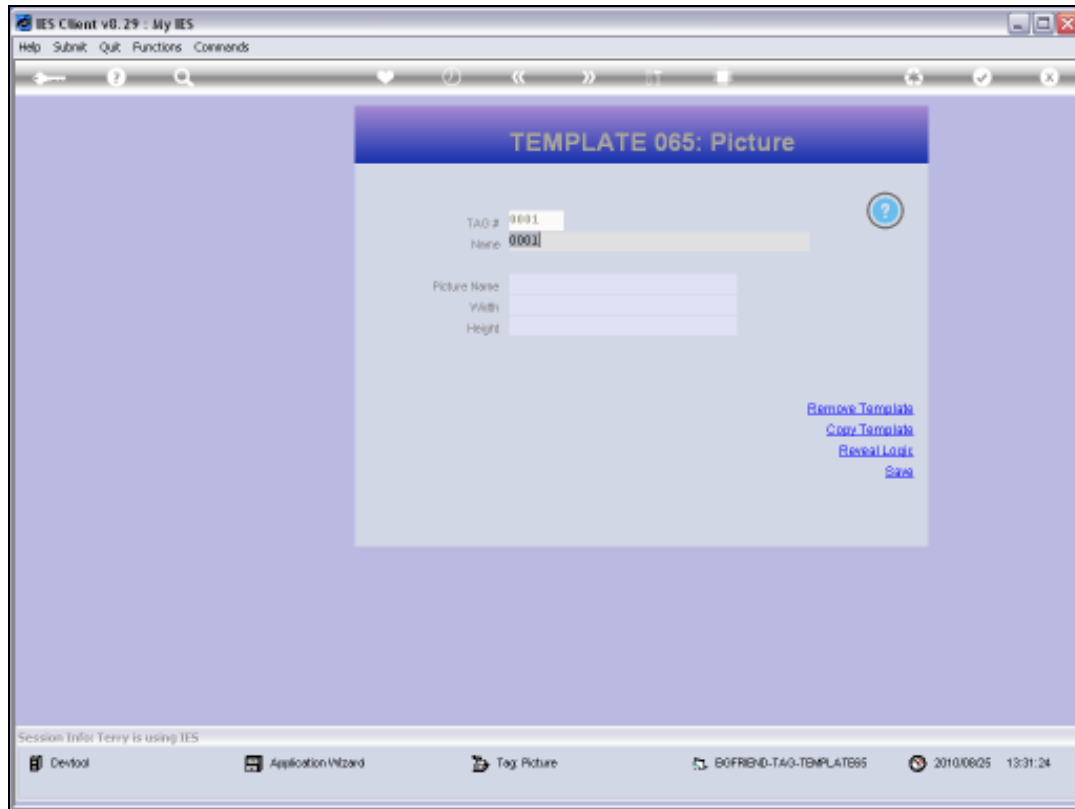 IES Client v8.29 : My IES
Help Submit Quit Functions Commands
TEMPLATE 065: Picture
TAG # 0001
Name 0001
Picture Name
Width
Height
Remove Template
Copy Template
Reveal Logic
Save
Session Info: Terry is using IES
Devtool Application Wizard Tag: Picture BGFRIEND-TAG-TEMPLATE65 2010/08/25 13:31:24